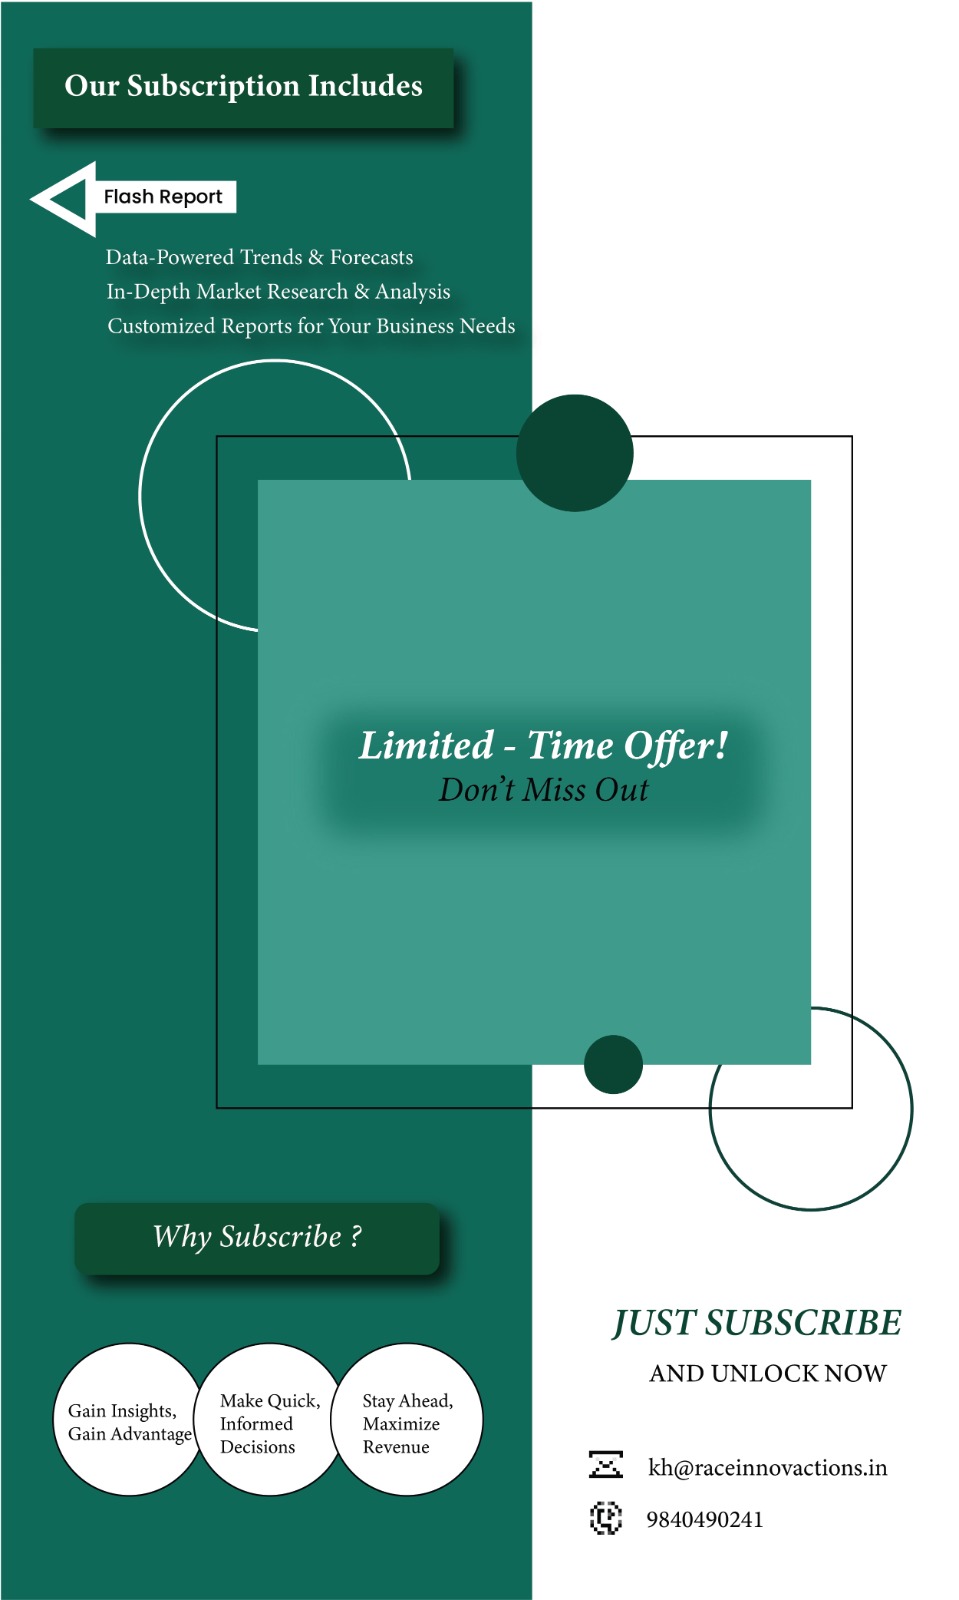 Our Subscription Includes
Flash Report
Data-Powered Trends & Forecasts
In-Depth Market Research & Analysis
Customized Reports for Your Business Needs
Limited - Time Offer!
Don’t Miss Out
Why Subscribe ?
Gain Insights,
Gain Advantage
Make Quick,
Informed
Decisions
Stay Ahead,
Maximize
Revenue
JUST SUBSCRIBE
AND UNLOCK NOW
kh@raceinnovactions.in
9840490241